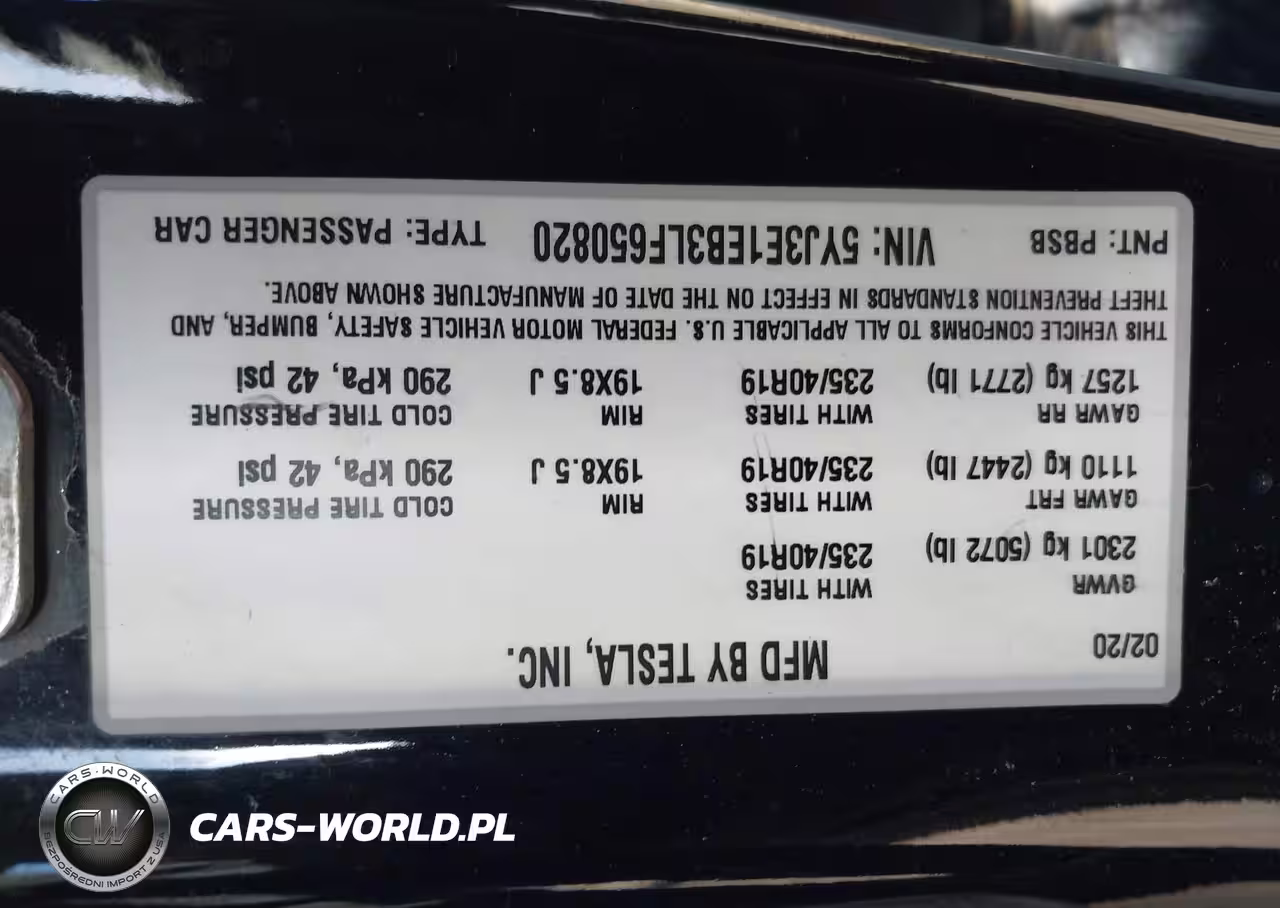 MFD BY TESLA, INC.
02/20
GVWR WITH TIRES
2301 kg (5072 lb) 235/40R19
GAWR FRT WITH TIRES RIM COLD TIRE PRESSURE
1110 kg (2447 lb) 235/40R19 19X8.5 J 290 kPa, 42 psi
GAWR RR WITH TIRES RIM COLD TIRE PRESSURE
1257 kg (2771 lb) 235/40R19 19X8.5 J 290 kPa, 42 psi
THIS VEHICLE CONFORMS TO ALL APPLICABLE U.S. FEDERAL MOTOR VEHICLE SAFETY, BUMPER, AND
THEFT PREVENTION STANDARDS IN EFFECT ON THE DATE OF MANUFACTURE SHOWN ABOVE.
PNT: PBSB VIN: 5YJ3E1EB3LF650820 TYPE: PASSENGER CAR
CARS-WORLD
CW
BEZPOŚREDNI IMPORT Z USA
CARS-WORLD.PL